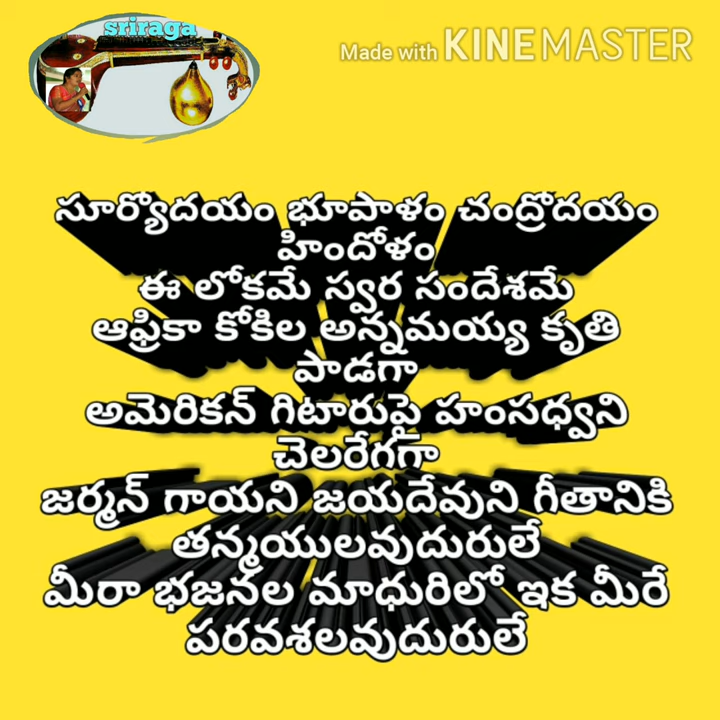 sriraga
Made with KINEMASTER
సూర్యొదయం భూపాళం చంద్రొదయం
హిందోళం
ఈ లోకమే స్వర సందేశమే
ఆఫ్రికా కోకిల అన్నమయ్య కృతి
పాడగా
అమెరికన్ గిటారుపై హంసధ్వని
చెలరేగగా
జర్మన్ గాయని జయదేవుని గీతానికి
తన్మయులవుదురులే
మీరా భజనల మాధురిలో ఇక మీరే
పరవశలవుదురులే